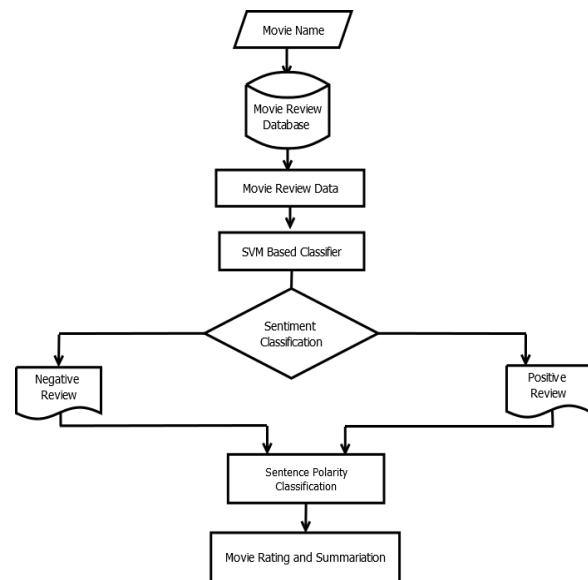 Movie Name
Movie Review
Database
Movie Review Data
SVM Based Classifier
Sentiment
Classification
Negative
Review
Positive
Review
Sentence Polarity
Classification
Movie Rating and Summariation